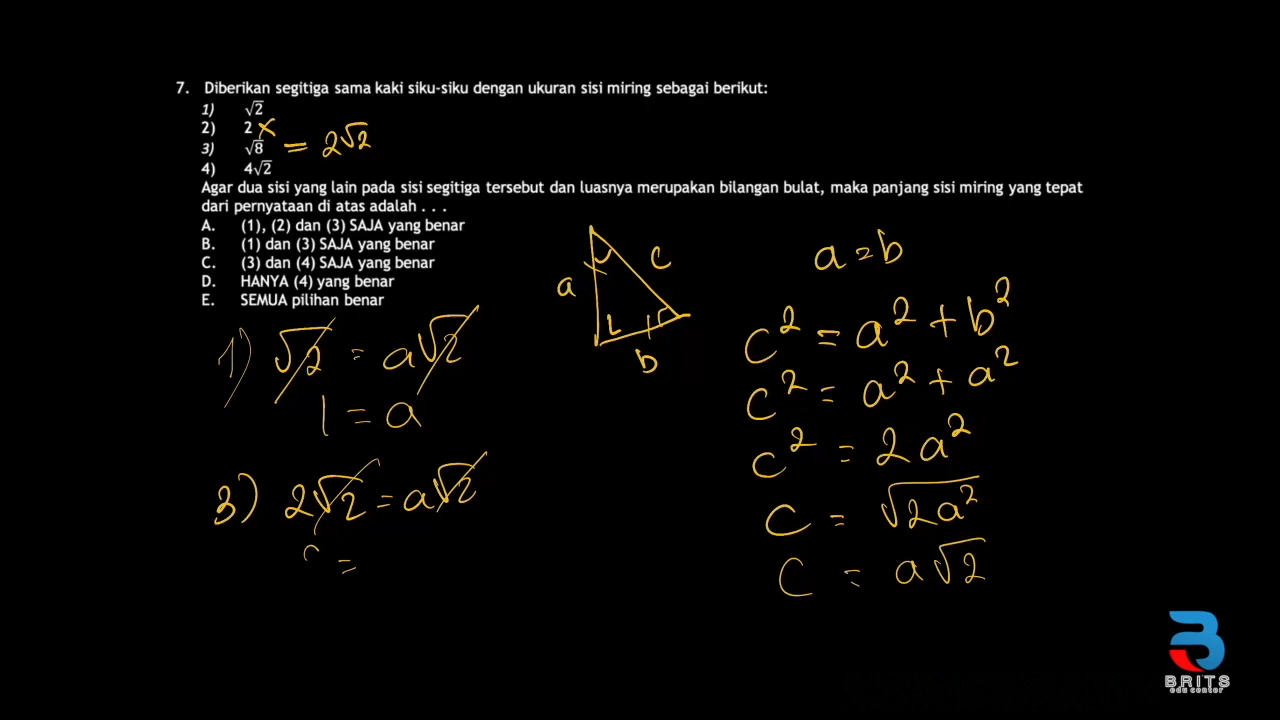 7. Diberikan segitiga sama kaki siku-siku dengan ukuran sisi miring sebagai berikut:
1) √2
2) 2 ×
3) √8 = 2√2
4) 4√2
Agar dua sisi yang lain pada sisi segitiga tersebut dan luasnya merupakan bilangan bulat, maka panjang sisi miring yang tepat
dari pernyataan di atas adalah . . .
A. (1), (2) dan (3) SAJA yang benar
B. (1) dan (3) SAJA yang benar
C. (3) dan (4) SAJA yang benar
D. HANYA (4) yang benar
E. SEMUA pilihan benar
a
c
b
a = b
c² = a² + b²
c² = a² + a²
c² = 2a²
c = √2a²
c = a√2
1) √2 = a√2
1 = a
3) 2√2 = a√2
=
BRITS
edu center